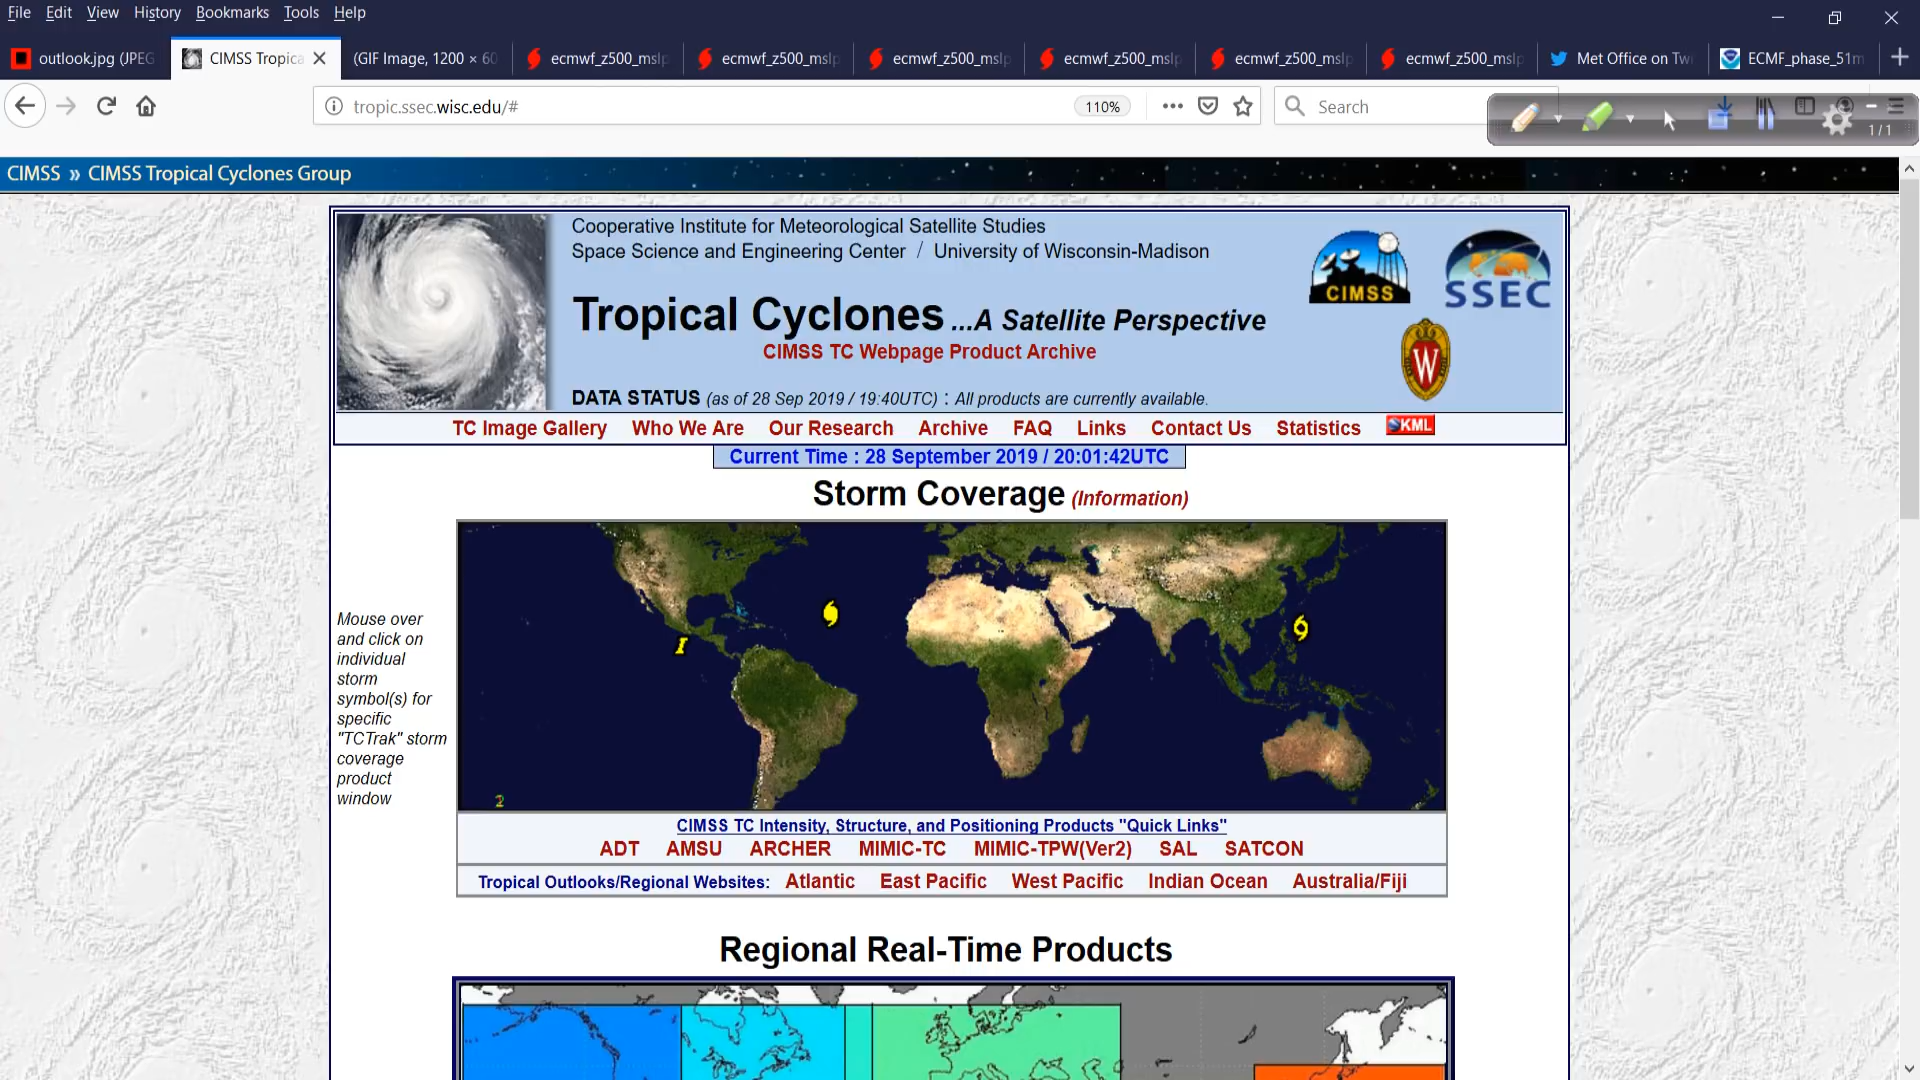 File Edit View History Bookmarks Tools Help
outlook.jpg (JPEG
CIMSS Tropica
(GIF Image, 1200 × 60
ecmwf_z500_mslp
ecmwf_z500_mslp
ecmwf_z500_mslp
ecmwf_z500_mslp
ecmwf_z500_mslp
ecmwf_z500_mslp
Met Office on Twi
ECMF_phase_51m
tropic.ssec.wisc.edu/#
110%
Search
1 / 1
CIMSS » CIMSS Tropical Cyclones Group
Cooperative Institute for Meteorological Satellite Studies
Space Science and Engineering Center / University of Wisconsin-Madison
CIMSS
SSEC
W
Tropical Cyclones ...A Satellite Perspective
CIMSS TC Webpage Product Archive
DATA STATUS (as of 28 Sep 2019 / 19:40UTC) : All products are currently available.
TC Image Gallery Who We Are Our Research Archive FAQ Links Contact Us Statistics KML
Current Time : 28 September 2019 / 20:01:42UTC
Storm Coverage (Information)
Mouse over
and click on
individual
storm
symbol(s) for
specific
"TCTrak" storm
coverage
product
window
I
2
CIMSS TC Intensity, Structure, and Positioning Products "Quick Links"
ADT AMSU ARCHER MIMIC-TC MIMIC-TPW(Ver2) SAL SATCON
Tropical Outlooks/Regional Websites: Atlantic East Pacific West Pacific Indian Ocean Australia/Fiji
Regional Real-Time Products